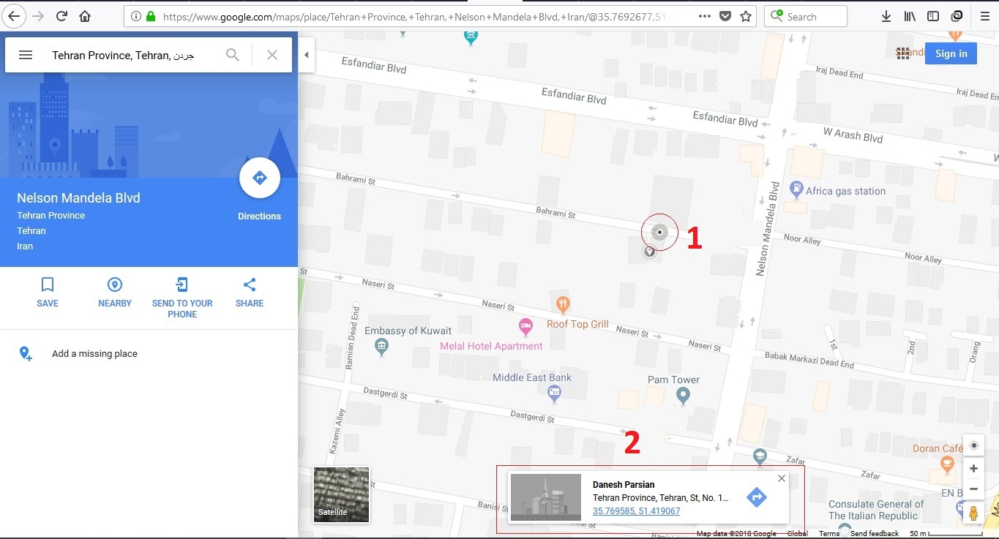 https://www.google.com/maps/place/Tehran+Province,+Tehran,+Nelson+Mandela+Blvd,+Iran/@35.7692677,51.
Search
Tehran Province, Tehran, جردن
Sign in
Nelson Mandela Blvd
Tehran Province
Tehran
Iran
Directions
SAVE
NEARBY
SEND TO YOUR
PHONE
SHARE
Add a missing place
Esfandiar Blvd
Esfandiar Blvd
Esfandiar Blvd
W Arash Blvd
Iraj Dead End
Iraj Dead En
Bahrami St
Bahrami St
Africa gas station
Nelson Mandela Blvd
1
Noor Alley
Noor Alley
St
Naseri St
Naseri St
Naseri St
Naseri St
Roof Top Grill
Embassy of Kuwait
Melal Hotel Apartment
Ramian Dead End
Babak Markazi Dead End
1st
2nd
Orang
Middle East Bank
Pam Tower
Dastgerdi St
Dastgerdi St
Kazemi Alley
2
Zafar
Zafar
Doran Café
EN B
Consulate General of
The Italian Republic
Satellite
St
Banisi St
Danesh Parsian
Tehran Province, Tehran, St, No. 1...
35.769585, 51.419067
Map data ©2018 Google
Global
Terms
Send feedback
50 m